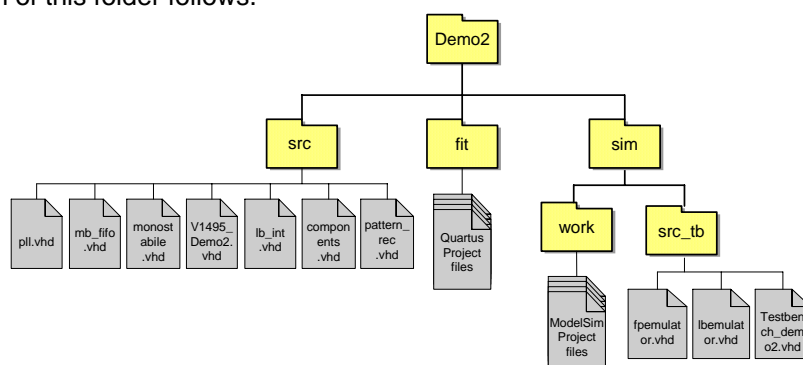 of this folder follows.
Demo2
src
fit
sim
pll.vhd
mb_fifo
.vhd
monost
abile
.vhd
V1495_
Demo2.
vhd
lb_int
.vhd
compon
ents
.vhd
pattern_
rec
.vhd
Quartus
Project
files
work
src_tb
ModelSim
Project
files
fpemulat
or.vhd
lbemulat
or.vhd
Testben
ch_dem
o2.vhd